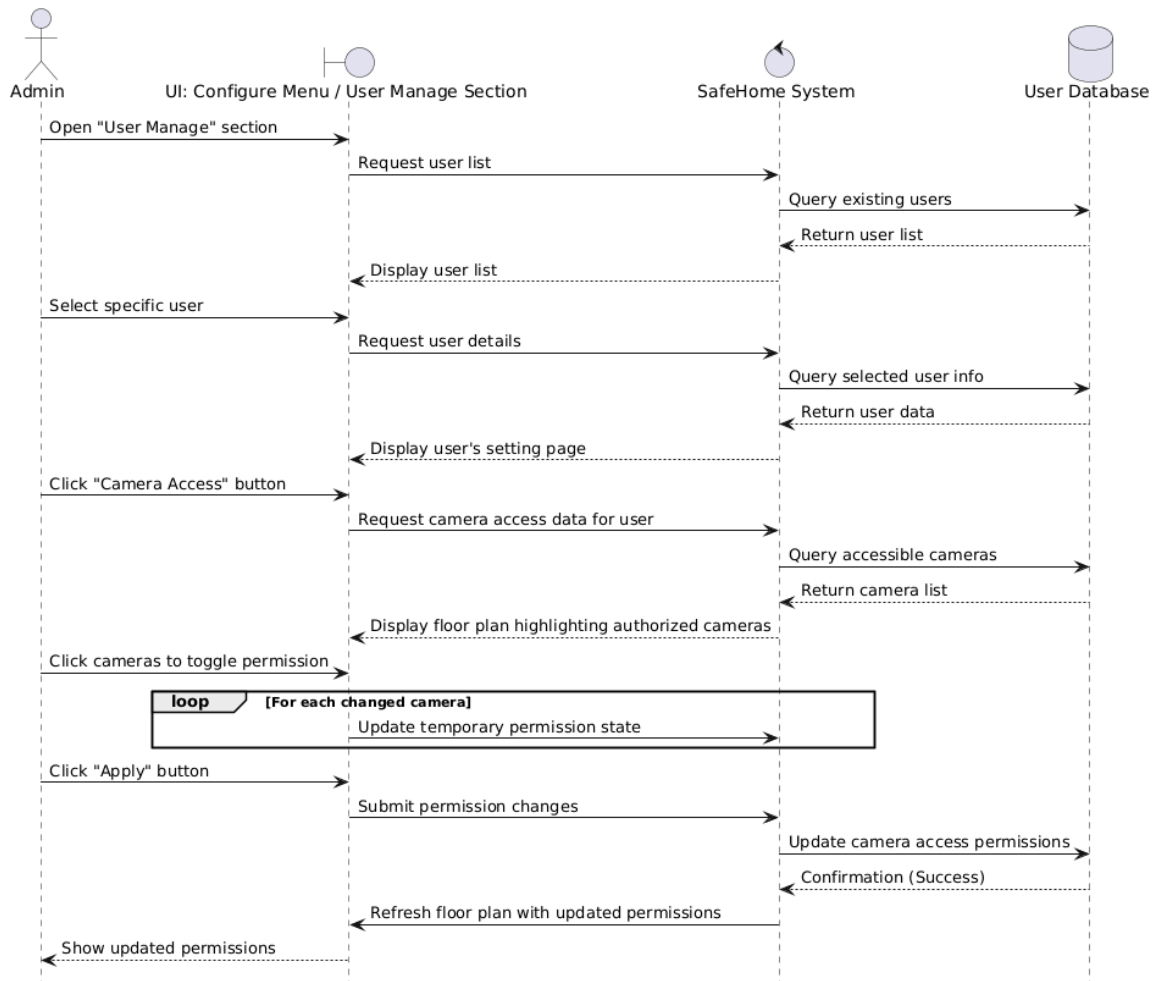 Admin
UI: Configure Menu / User Manage Section
SafeHome System
User Database
Open "User Manage" section
Request user list
Query existing users
Return user list
Display user list
Select specific user
Request user details
Query selected user info
Return user data
Display user's setting page
Click "Camera Access" button
Request camera access data for user
Query accessible cameras
Return camera list
Display floor plan highlighting authorized cameras
Click cameras to toggle permission
loop [For each changed camera]
Update temporary permission state
Click "Apply" button
Submit permission changes
Update camera access permissions
Confirmation (Success)
Refresh floor plan with updated permissions
Show updated permissions